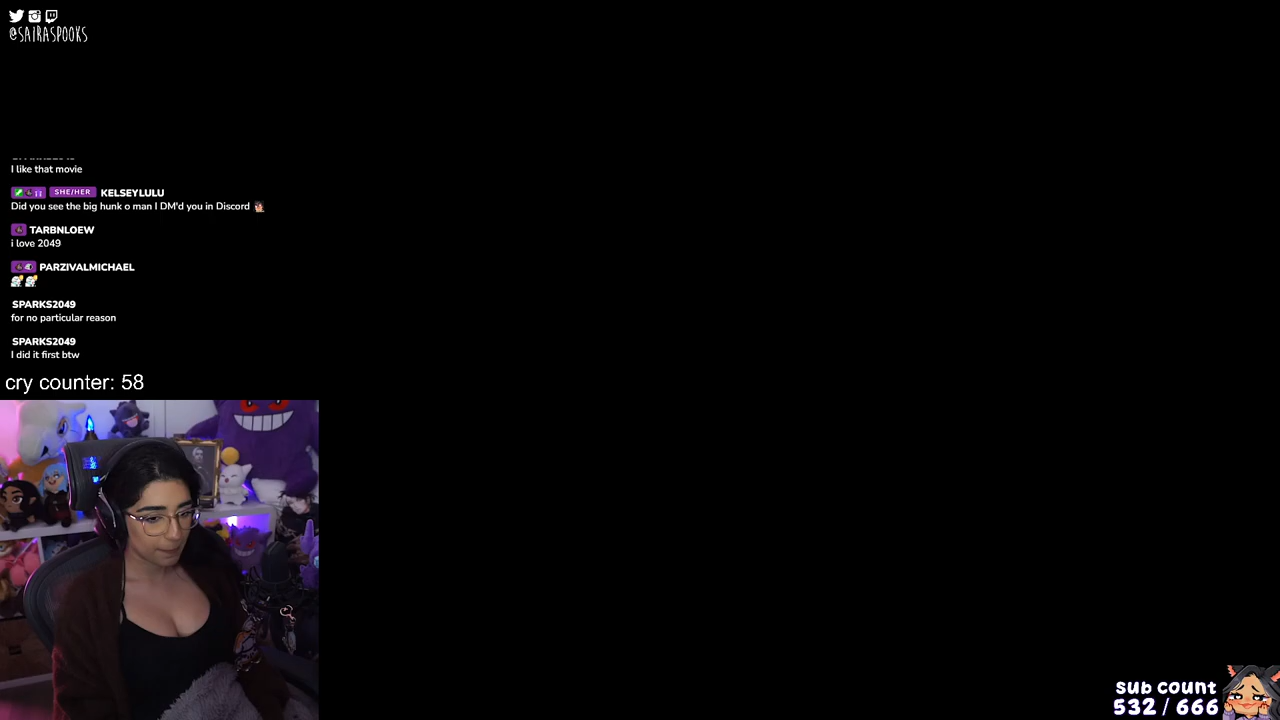 @SAIRASPOOKS
I like that movie
SHE/HER KELSEYLULU
Did you see the big hunk o man I DM'd you in Discord
TARBNLOEW
i love 2049
PARZIVALMICHAEL
SPARKS2049
for no particular reason
SPARKS2049
I did it first btw
cry counter: 58
sub count
532 / 666